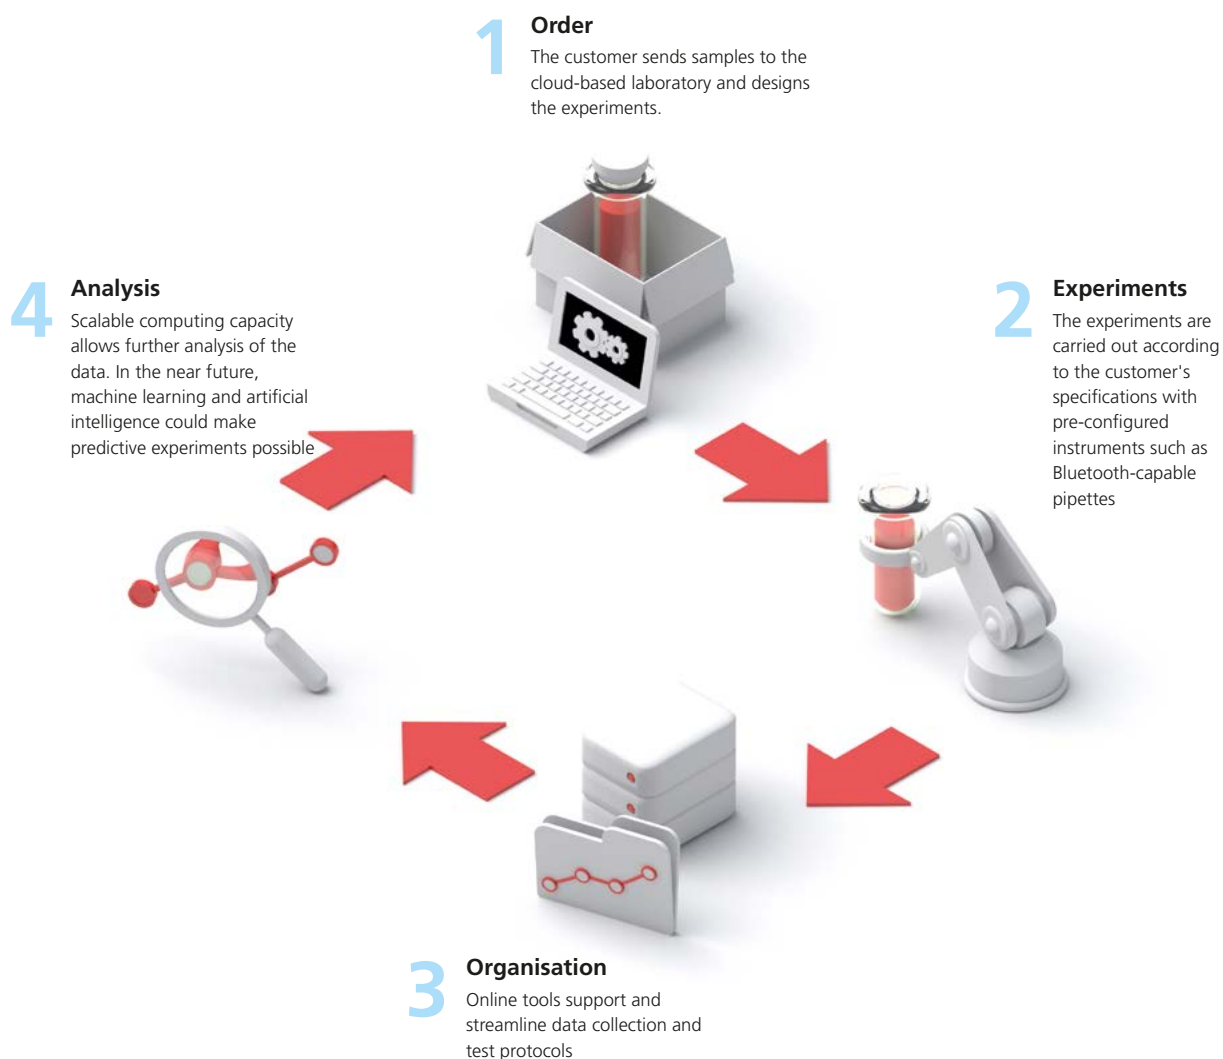 1
Order
The customer sends samples to the
cloud-based laboratory and designs
the experiments.
2
Experiments
The experiments are
carried out according
to the customer's
specifications with
pre-configured
instruments such as
Bluetooth-capable
pipettes
3
Organisation
Online tools support and
streamline data collection and
test protocols
4
Analysis
Scalable computing capacity
allows further analysis of the
data. In the near future,
machine learning and artificial
intelligence could make
predictive experiments possible